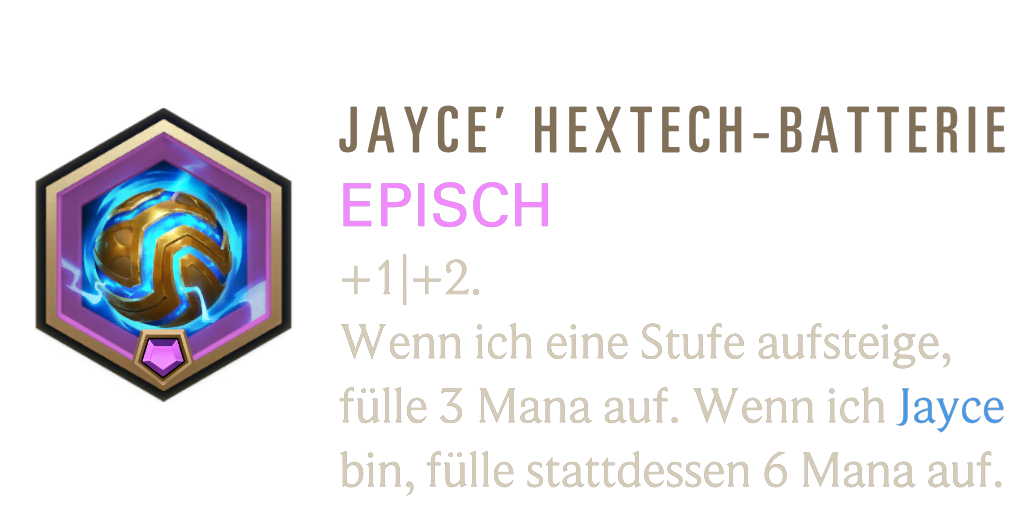 JAYCE’ HEXTECH-BATTERIE
EPISCH
+1|+2.
Wenn ich eine Stufe aufsteige,
fülle 3 Mana auf. Wenn ich Jayce
bin, fülle stattdessen 6 Mana auf.